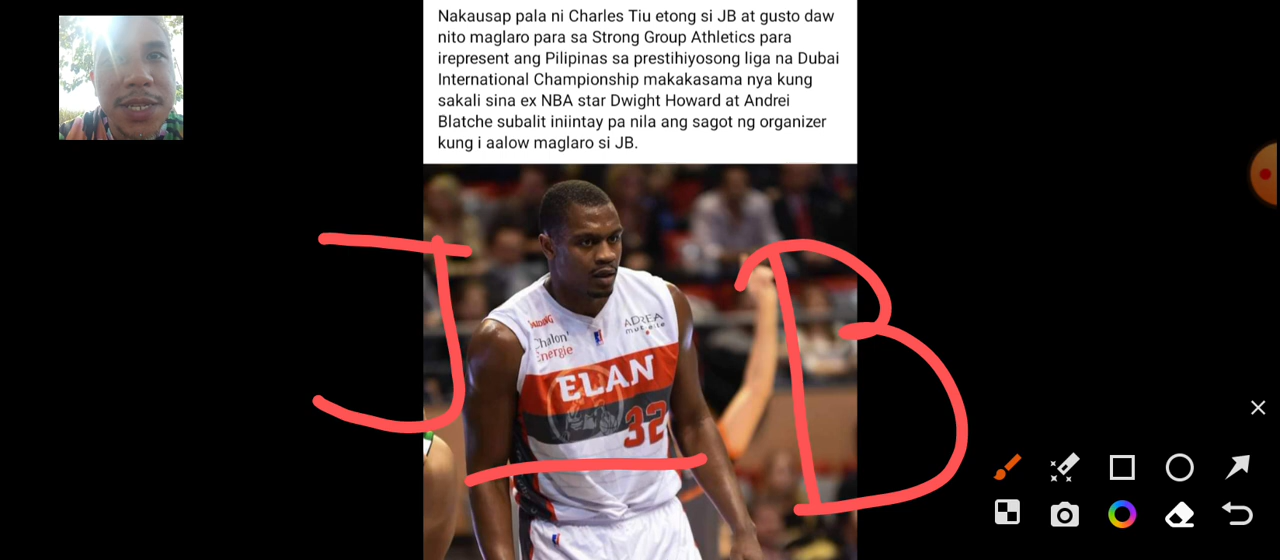 Nakausap pala ni Charles Tiu etong si JB at gusto daw
nito maglaro para sa Strong Group Athletics para
irepresent ang Pilipinas sa prestihiyosong liga na Dubai
International Championship makakasama nya kung
sakali sina ex NBA star Dwight Howard at Andrei
Blatche subalit iniintay pa nila ang sagot ng organizer
kung i aalow maglaro si JB.
J B
ADREA
mutuelle
Chalon'
Energie
ELAN
32